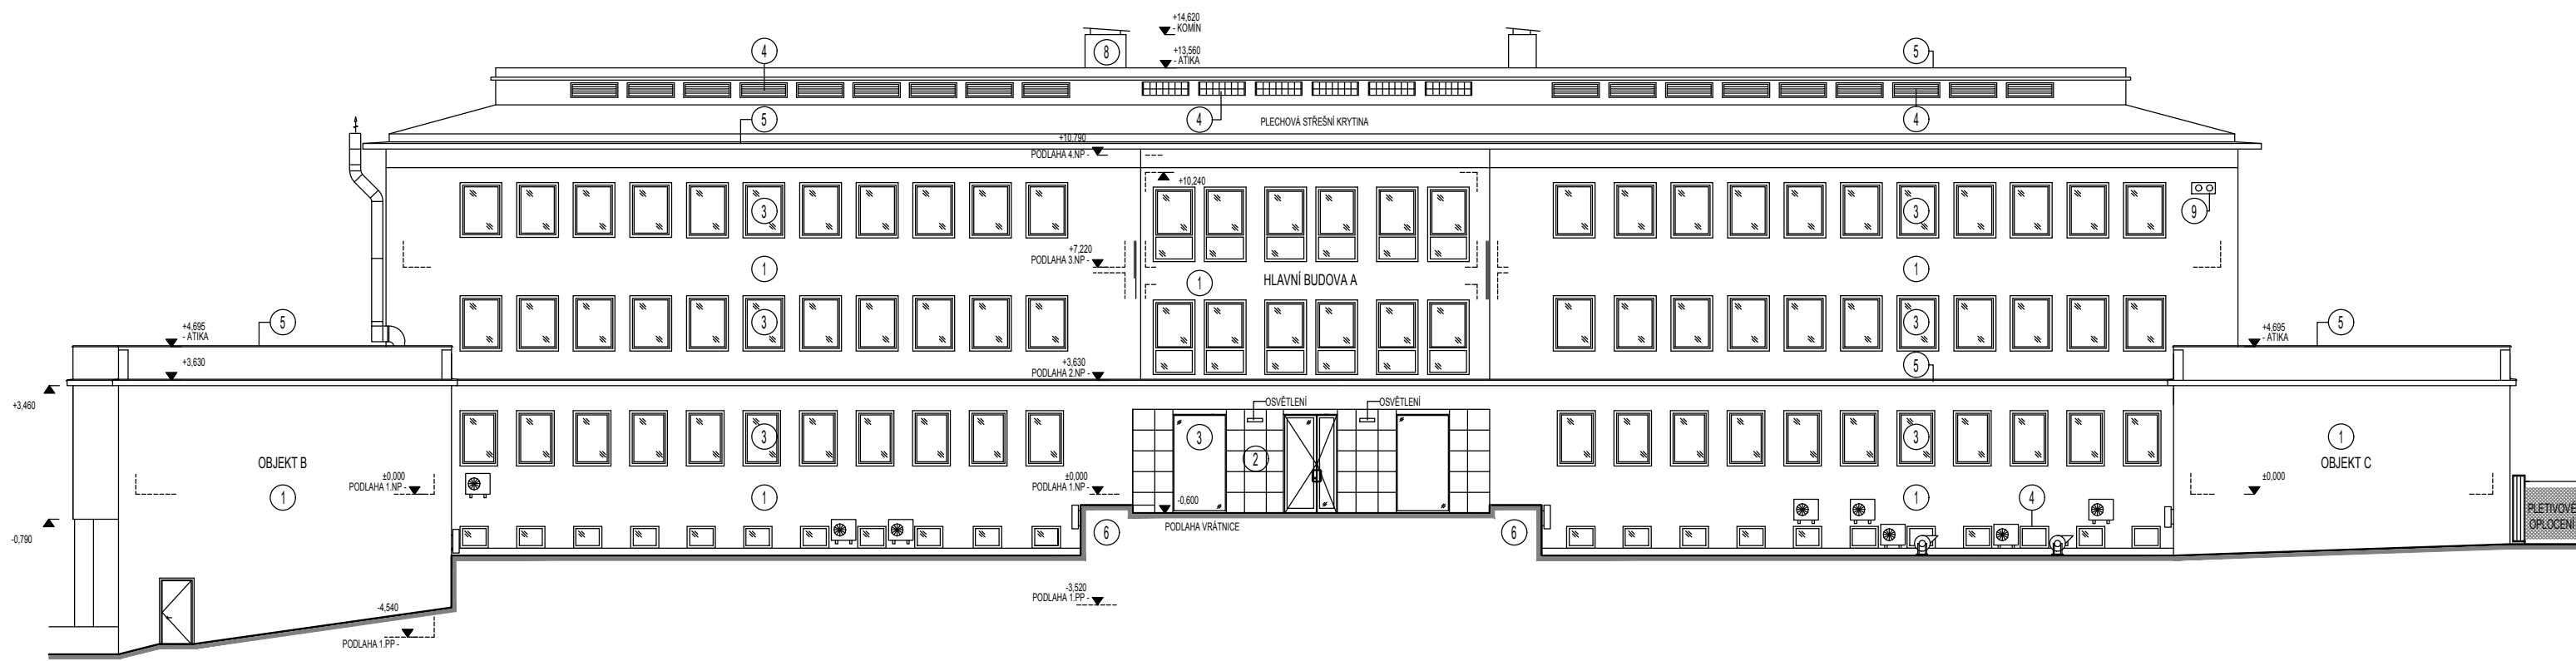 +14,620
- KOMÍN
8
4
+13,560
- ATIKA
5
5
4
PLECHOVÁ STŘEŠNÍ KRYTINA
4
+10,790
PODLAHA 4.NP -
+10,240
3
3
9
+7,220
PODLAHA 3.NP -
1
1
HLAVNÍ BUDOVA A
1
+4,695
- ATIKA
5
3
3
+4,695
- ATIKA
5
+3,630
+3,630
PODLAHA 2.NP -
5
+3,460
OSVĚTLENÍ
OSVĚTLENÍ
3
3
2
3
1
OBJEKT B
OBJEKT C
±0,000
PODLAHA 1.NP -
±0,000
PODLAHA 1.NP -
±0,000
1
1
-0,600
1
4
PODLAHA VRÁTNICE
PLETIVOVÉ
OPLOCENÍ
-0,790
6
6
-3,520
PODLAHA 1.PP -
-4,540
PODLAHA 1.PP -